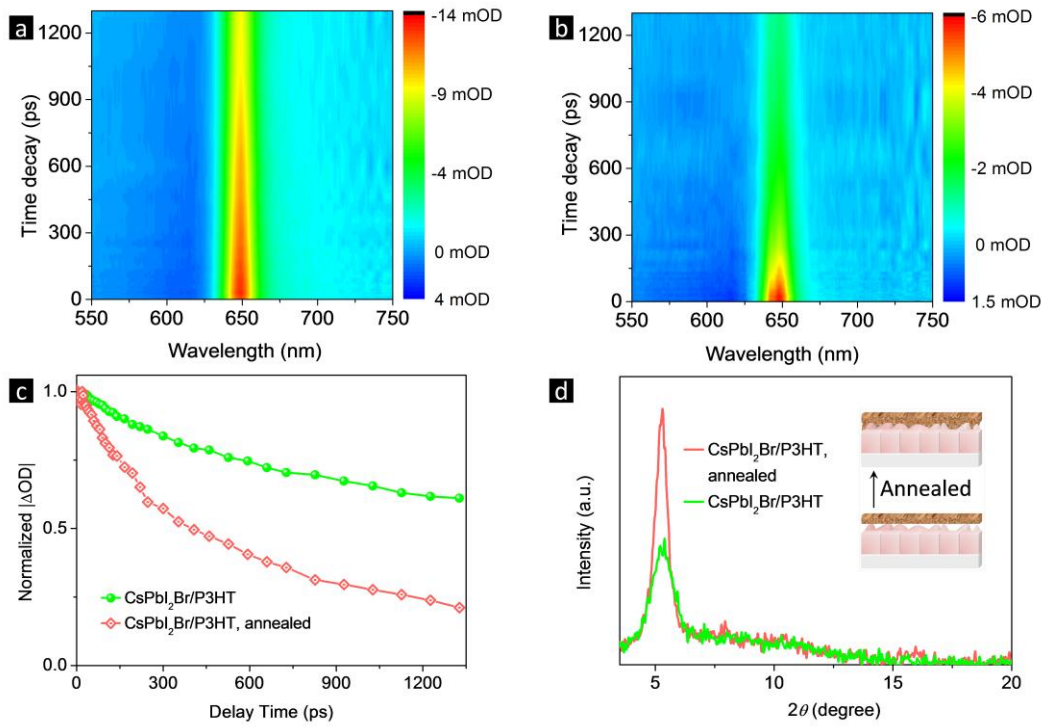 a
-14 mOD
1200
-9 mOD
900
Time decay (ps)
-4 mOD
600
300
0 mOD
0
4 mOD
550 600 650 700 750
Wavelength (nm)
b
-6 mOD
1200
-4 mOD
900
Time decay (ps)
-2 mOD
600
300
0 mOD
0
1.5 mOD
550 600 650 700 750
Wavelength (nm)
c
1.0
Normalized |ΔOD|
0.5
CsPbI₂Br/P3HT
CsPbI₂Br/P3HT, annealed
0.0
0 300 600 900 1200
Delay Time (ps)
d
CsPbI₂Br/P3HT,
annealed
CsPbI₂Br/P3HT
Annealed
Intensity (a.u.)
5 10 15 20
2θ (degree)